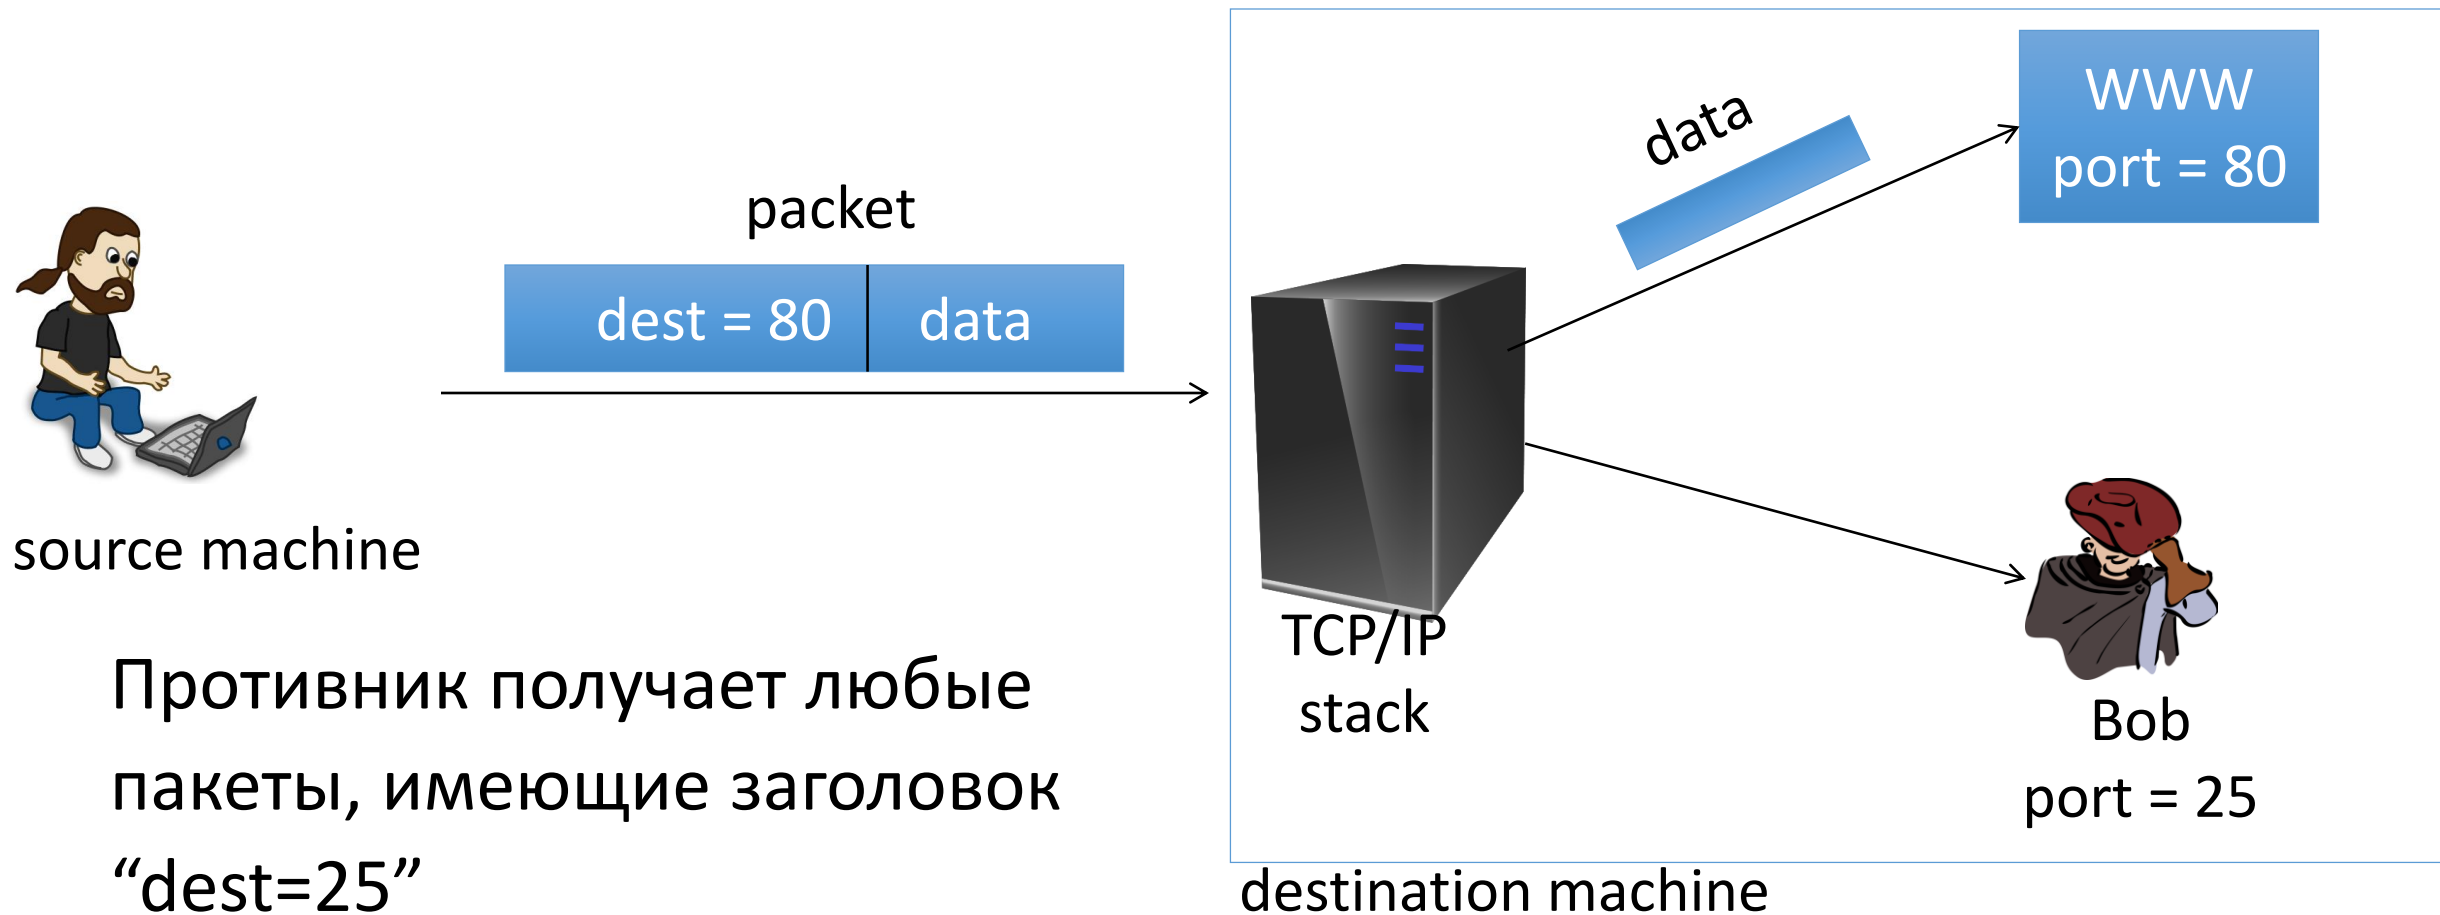 packet
dest = 80
data
source machine
Противник получает любые
пакеты, имеющие заголовок
“dest=25”
data
WWW
port = 80
TCP/IP
stack
Bob
port = 25
destination machine